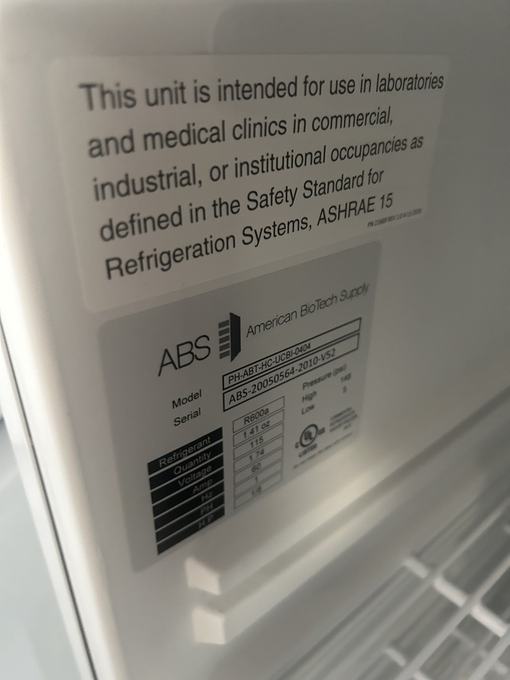 This unit is intended for use in laboratories
and medical clinics in commercial,
industrial, or institutional occupancies as
defined in the Safety Standard for
Refrigeration Systems, ASHRAE 15
ABS American BioTech Supply
Model PH-ABT-HC-UCBI-0404
Serial ABS-20050564-2010-V52
Refrigerant R600a
Quantity 1.41 oz
Voltage 115
Amp 1.74
Hz 60
PH 1
H.P. 1/8
Pressure (psi)
High 146
Low 5